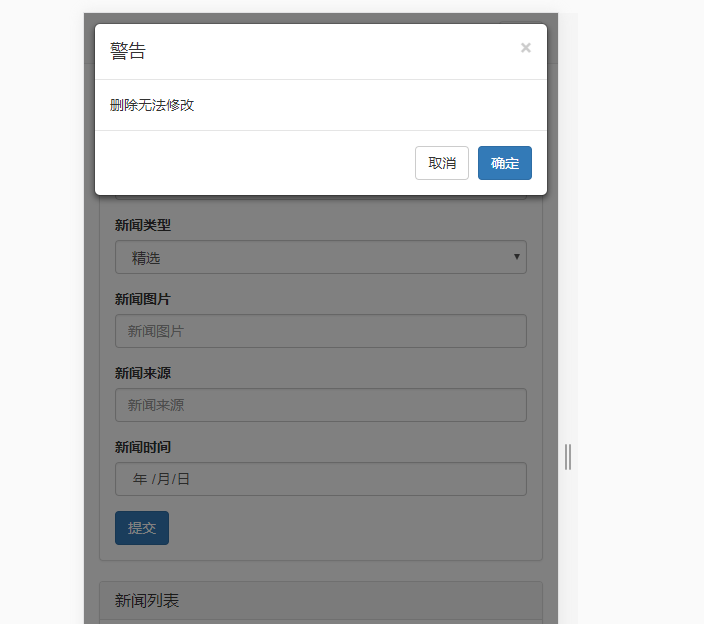 警告 ×
删除无法修改
取消 确定
新闻类型
精选
新闻图片
新闻图片
新闻来源
新闻来源
新闻时间
年 /月/日
提交
新闻列表